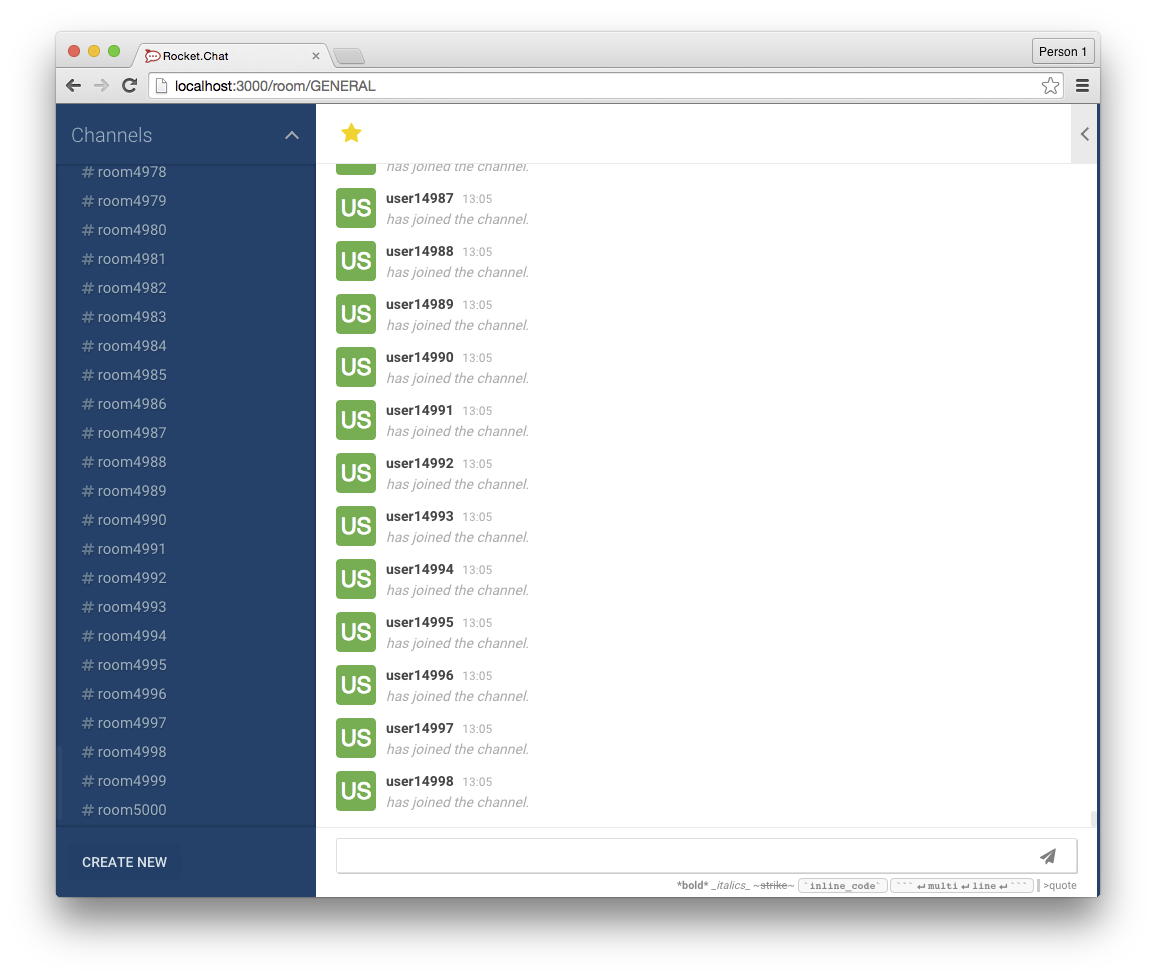 Rocket.Chat
Person 1
localhost:3000/room/GENERAL
Channels
# room4978
# room4979
# room4980
# room4981
# room4982
# room4983
# room4984
# room4985
# room4986
# room4987
# room4988
# room4989
# room4990
# room4991
# room4992
# room4993
# room4994
# room4995
# room4996
# room4997
# room4998
# room4999
# room5000
CREATE NEW
has joined the channel.
US
user14987 13:05
has joined the channel.
US
user14988 13:05
has joined the channel.
US
user14989 13:05
has joined the channel.
US
user14990 13:05
has joined the channel.
US
user14991 13:05
has joined the channel.
US
user14992 13:05
has joined the channel.
US
user14993 13:05
has joined the channel.
US
user14994 13:05
has joined the channel.
US
user14995 13:05
has joined the channel.
US
user14996 13:05
has joined the channel.
US
user14997 13:05
has joined the channel.
US
user14998 13:05
has joined the channel.
*bold* _italics_ ~strike~ `inline_code` ```↵multi↵line↵``` >quote